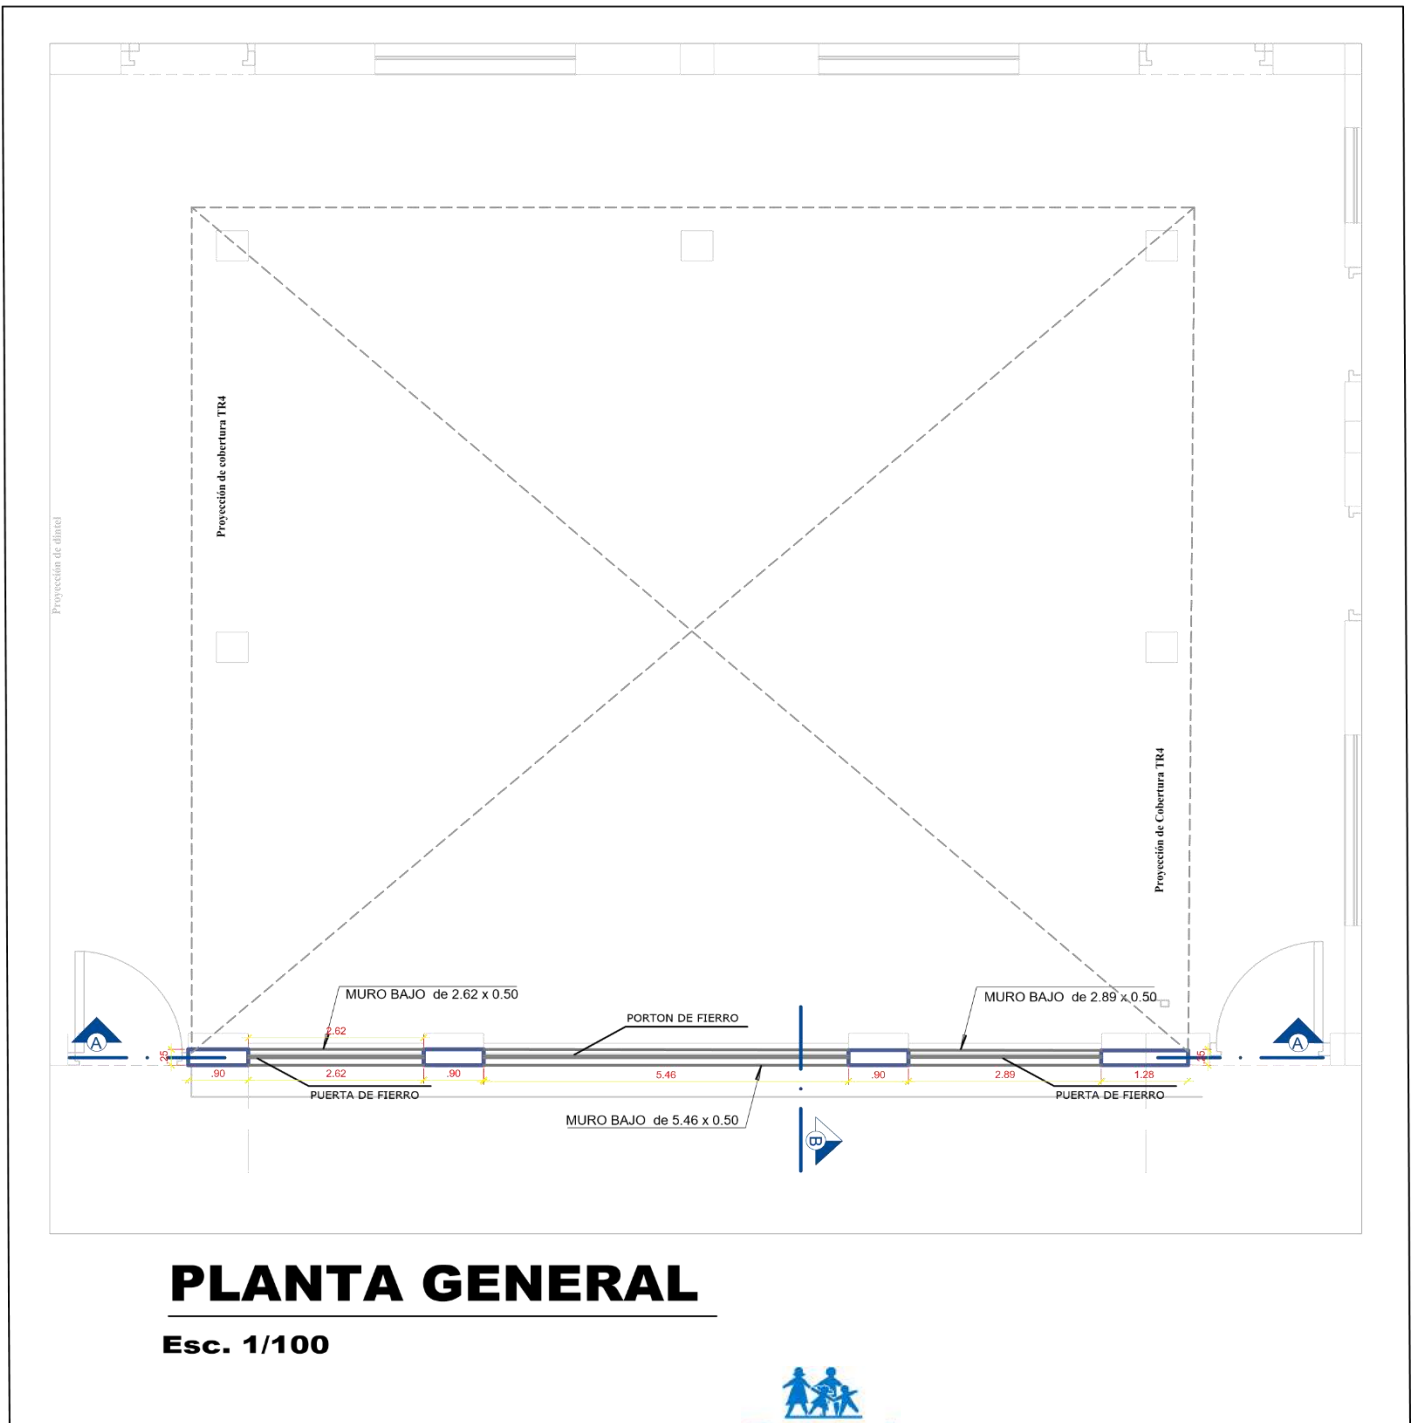 Proyección de cobertura TR4
Proyección de dintel
Proyección de Cobertura TR4
MURO BAJO de 2.62 x 0.50
MURO BAJO de 2.89 x 0.50
PORTON DE FIERRO
2.62
A
A
.25
.25
.90
2.62
.90
5.46
.90
2.89
1.28
PUERTA DE FIERRO
PUERTA DE FIERRO
MURO BAJO de 5.46 x 0.50
B
PLANTA GENERAL
Esc. 1/100